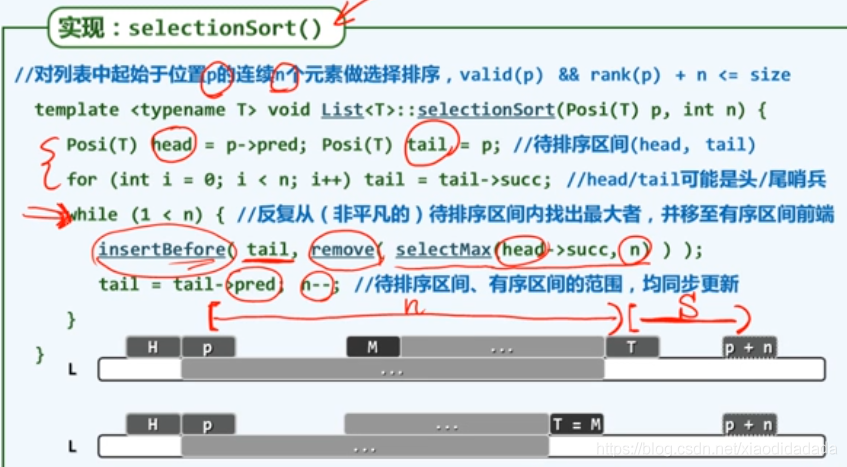 实现：selectionSort()
//对列表中起始于位置p的连续n个元素做选择排序，valid(p) && rank(p) + n <= size
template <typename T> void List<T>::selectionSort(Posi(T) p, int n) {
Posi(T) head = p->pred; Posi(T) tail = p; //待排序区间(head, tail)
for (int i = 0; i < n; i++) tail = tail->succ; //head/tail可能是头/尾哨兵
while (1 < n) { //反复从（非平凡的）待排序区间内找出最大者，并移至有序区间前端
insertBefore( tail, remove( selectMax(head->succ, n) ) );
tail = tail->pred; n--; //待排序区间、有序区间的范围，均同步更新
}
n S
}
H p M ... T p + n
L ...
H p ... T = M p + n
L ...
https://blog.csdn.net/xiaodidadada